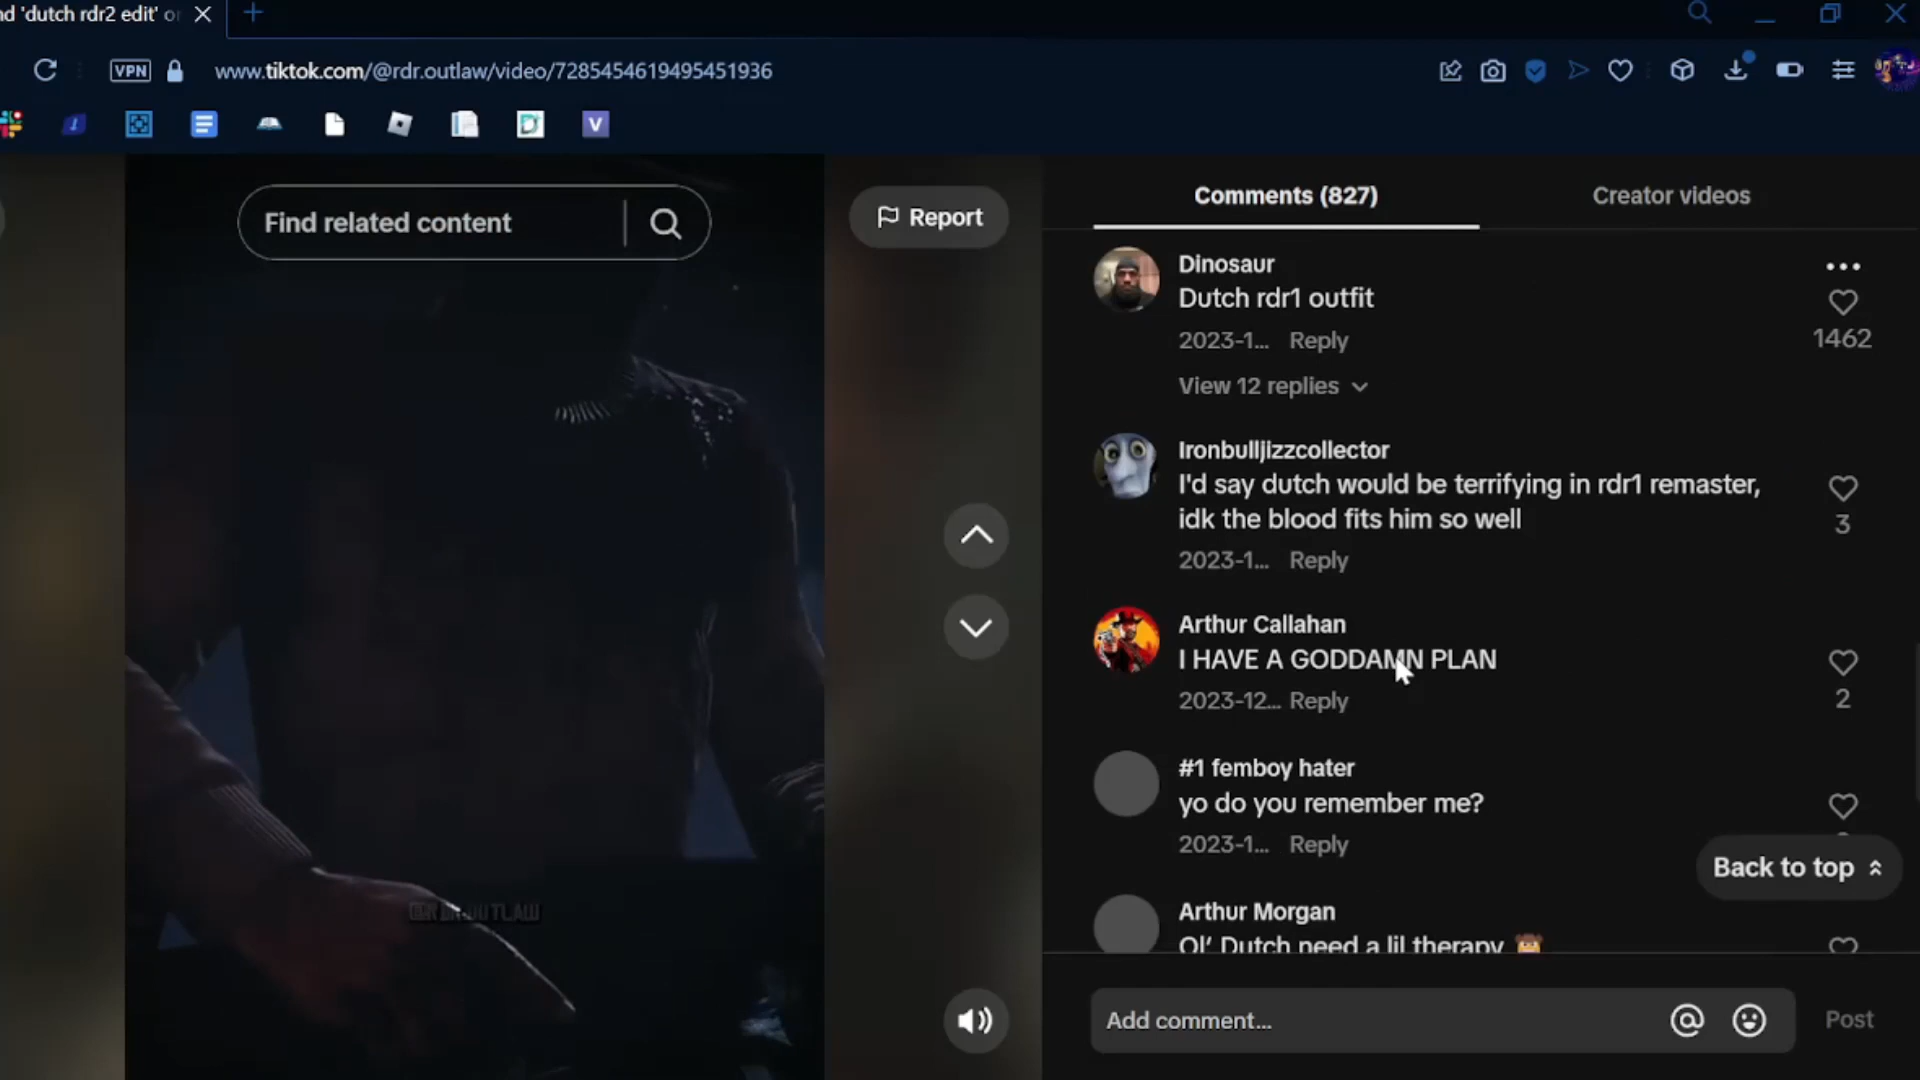 nd 'dutch rdr2 edit' or
VPN
www.tiktok.com/@rdr.outlaw/video/7285454619495451936
V
Find related content
Report
@RDR.OUTLAW
Comments (827)
Creator videos
Dinosaur
Dutch rdr1 outfit
1462
2023-1... Reply
View 12 replies
Ironbulljizzcollector
I'd say dutch would be terrifying in rdr1 remaster,
idk the blood fits him so well
3
2023-1... Reply
Arthur Callahan
I HAVE A GODDAMN PLAN
2
2023-12... Reply
#1 femboy hater
yo do you remember me?
2023-1... Reply
Back to top
Arthur Morgan
Ol' Dutch need a lil therapy
Add comment...
Post